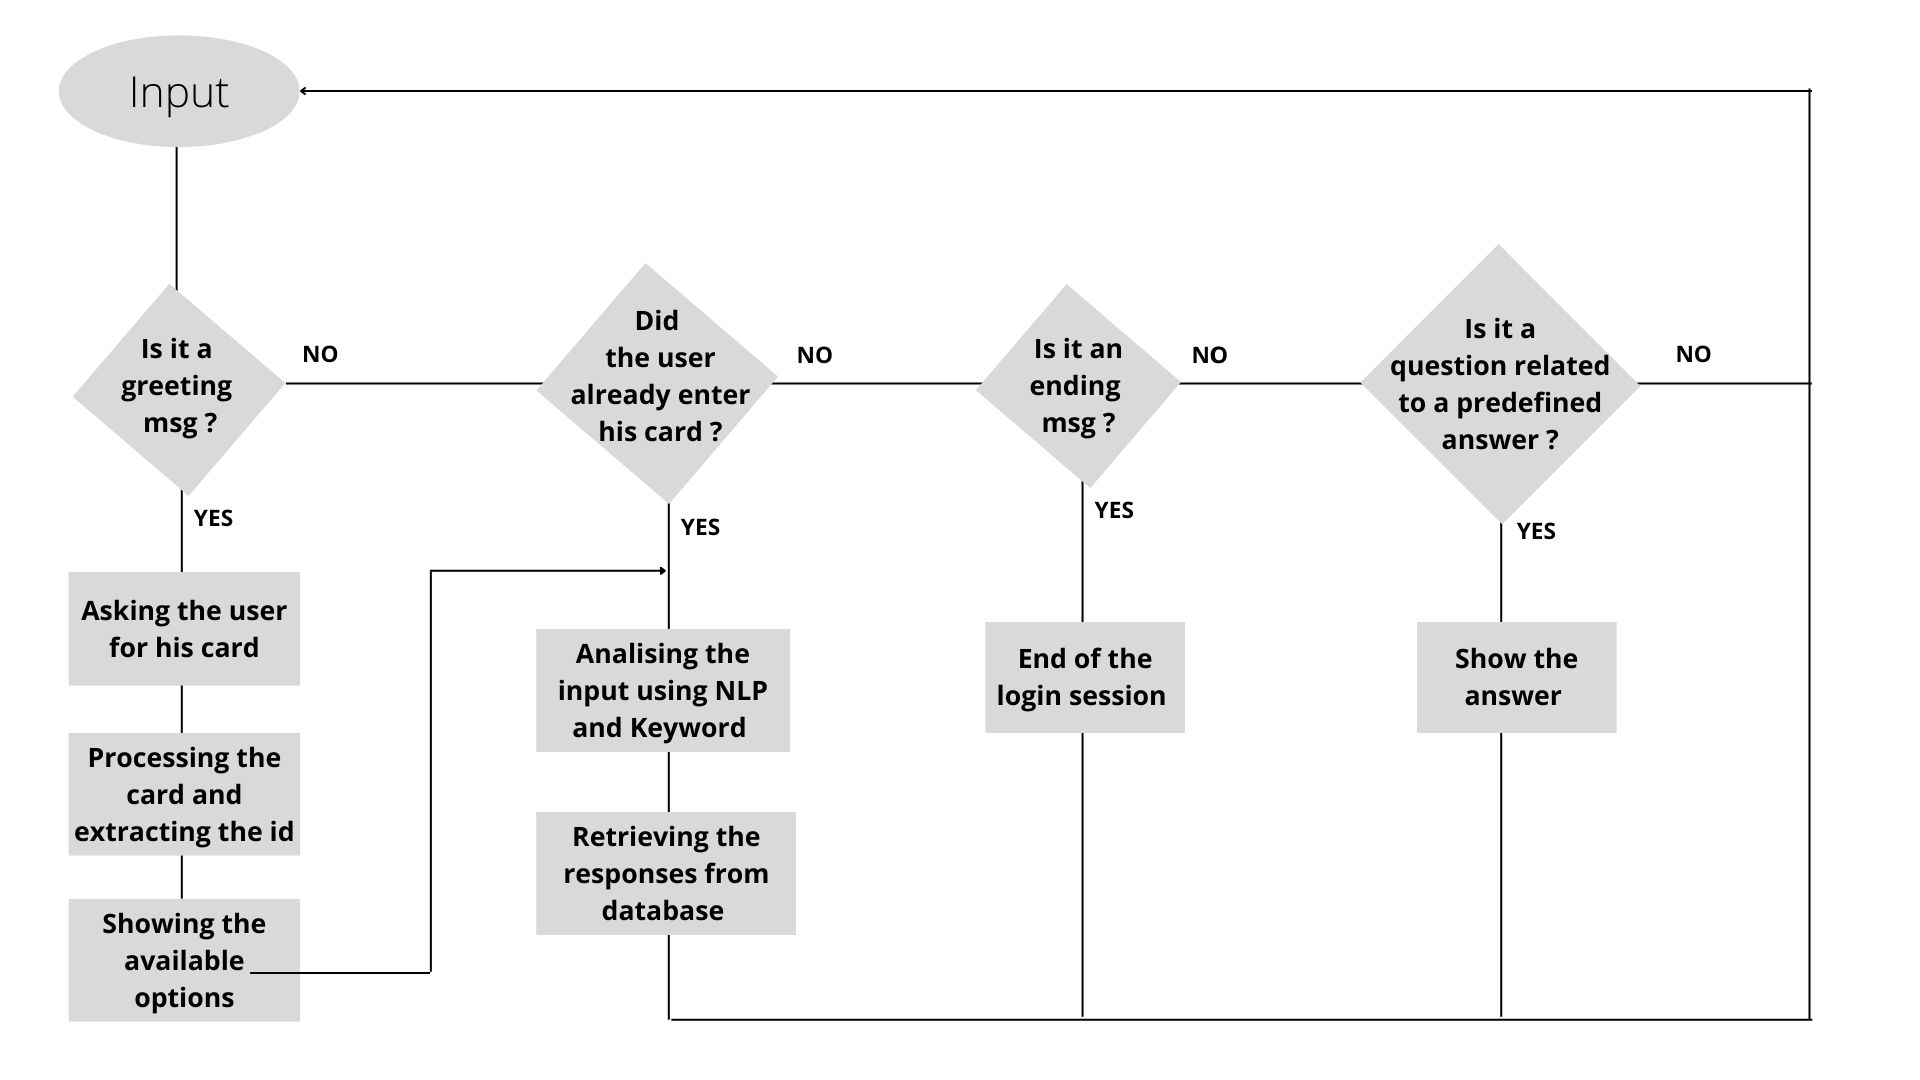 Input
Is it a
greeting
msg ?
NO
YES
Asking the user
for his card
Processing the
card and
extracting the id
Showing the
available
options
Did
the user
already enter
his card ?
NO
YES
Analising the
input using NLP
and Keyword
Retrieving the
responses from
database
Is it an
ending
msg ?
NO
YES
End of the
login session
Is it a
question related
to a predefined
answer ?
NO
YES
Show the
answer